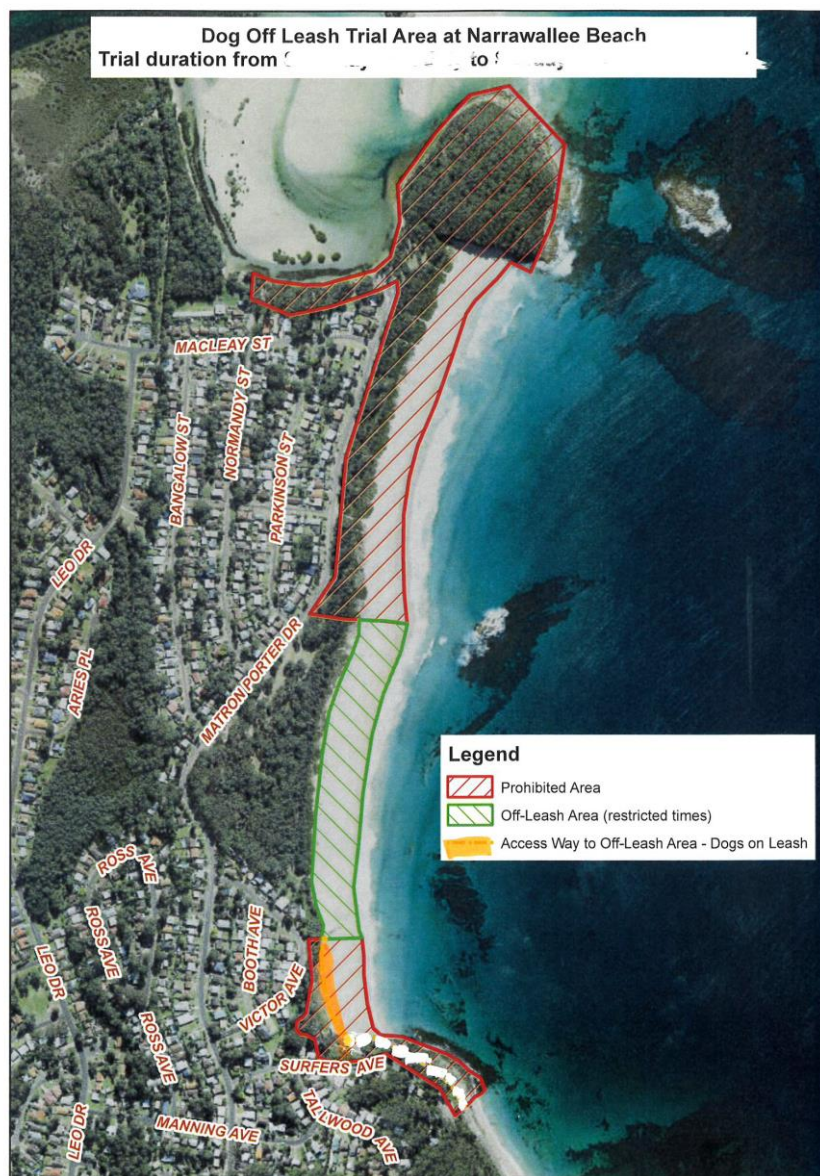 Dog Off Leash Trial Area at Narrawallee Beach
Trial duration from to
MACLEAY ST
BANGALOW ST
NORMANDY ST
PARKINSON ST
LEO DR
ARIES PL
MATRON PORTER DR
Legend
Prohibited Area
Off-Leash Area (restricted times)
Access Way to Off-Leash Area - Dogs on Leash
ROSS AVE
ROSS AVE
BOOTH AVE
VICTOR AVE
LEO DR
ROSS AVE
SURFERS AVE
LEO DR
MANNING AVE
TALLWOOD AVE